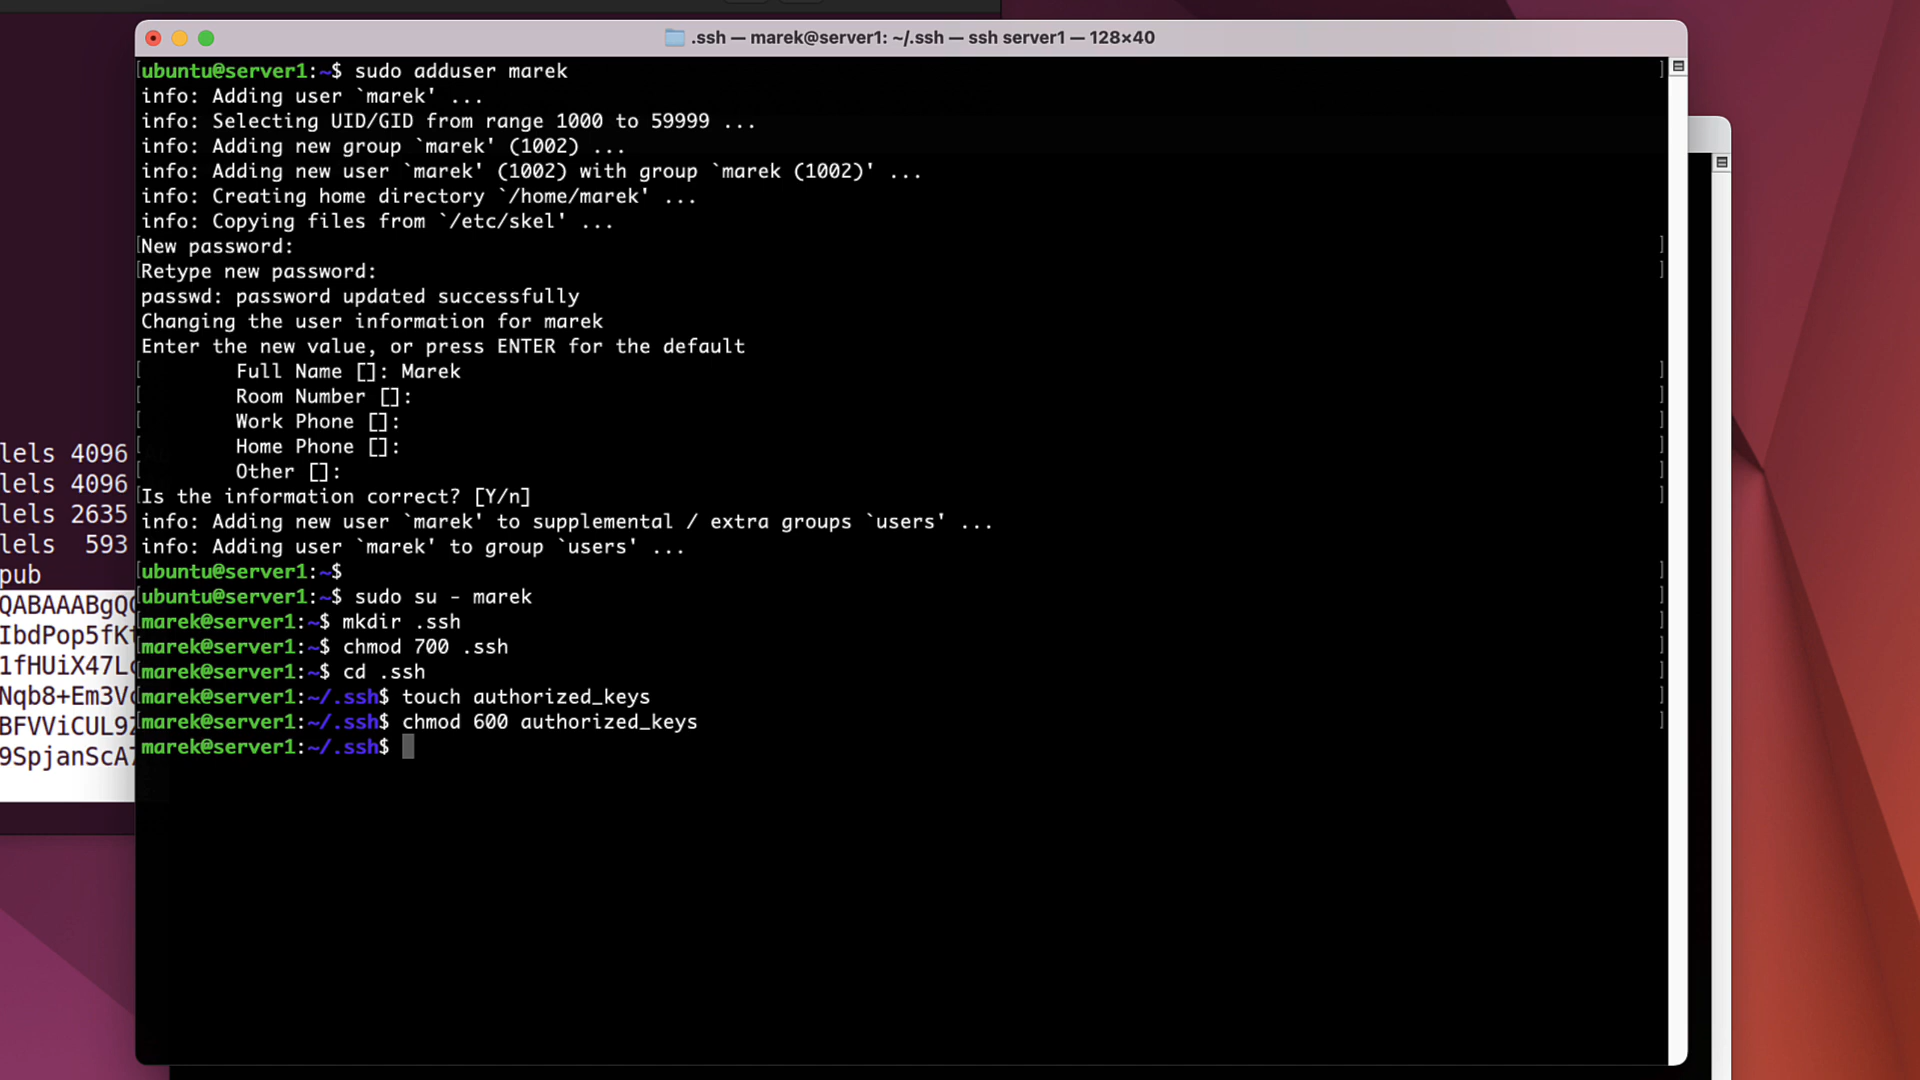 .ssh — marek@server1: ~/.ssh — ssh server1 — 128×40
ubuntu@server1:~$ sudo adduser marek
info: Adding user `marek' ...
info: Selecting UID/GID from range 1000 to 59999 ...
info: Adding new group `marek' (1002) ...
info: Adding new user `marek' (1002) with group `marek (1002)' ...
info: Creating home directory `/home/marek' ...
info: Copying files from `/etc/skel' ...
New password:
Retype new password:
passwd: password updated successfully
Changing the user information for marek
Enter the new value, or press ENTER for the default
Full Name []: Marek
Room Number []:
Work Phone []:
Home Phone []:
Other []:
Is the information correct? [Y/n]
info: Adding new user `marek' to supplemental / extra groups `users' ...
info: Adding user `marek' to group `users' ...
ubuntu@server1:~$
ubuntu@server1:~$ sudo su - marek
marek@server1:~$ mkdir .ssh
marek@server1:~$ chmod 700 .ssh
marek@server1:~$ cd .ssh
marek@server1:~/.ssh$ touch authorized_keys
marek@server1:~/.ssh$ chmod 600 authorized_keys
marek@server1:~/.ssh$
lels 4096
lels 4096
lels 2635
lels 593
pub
QABAAABgQ
IbdPop5fK
1fHUiX47L
Nqb8+Em3V
BFVViCUL9
9SpjanScA